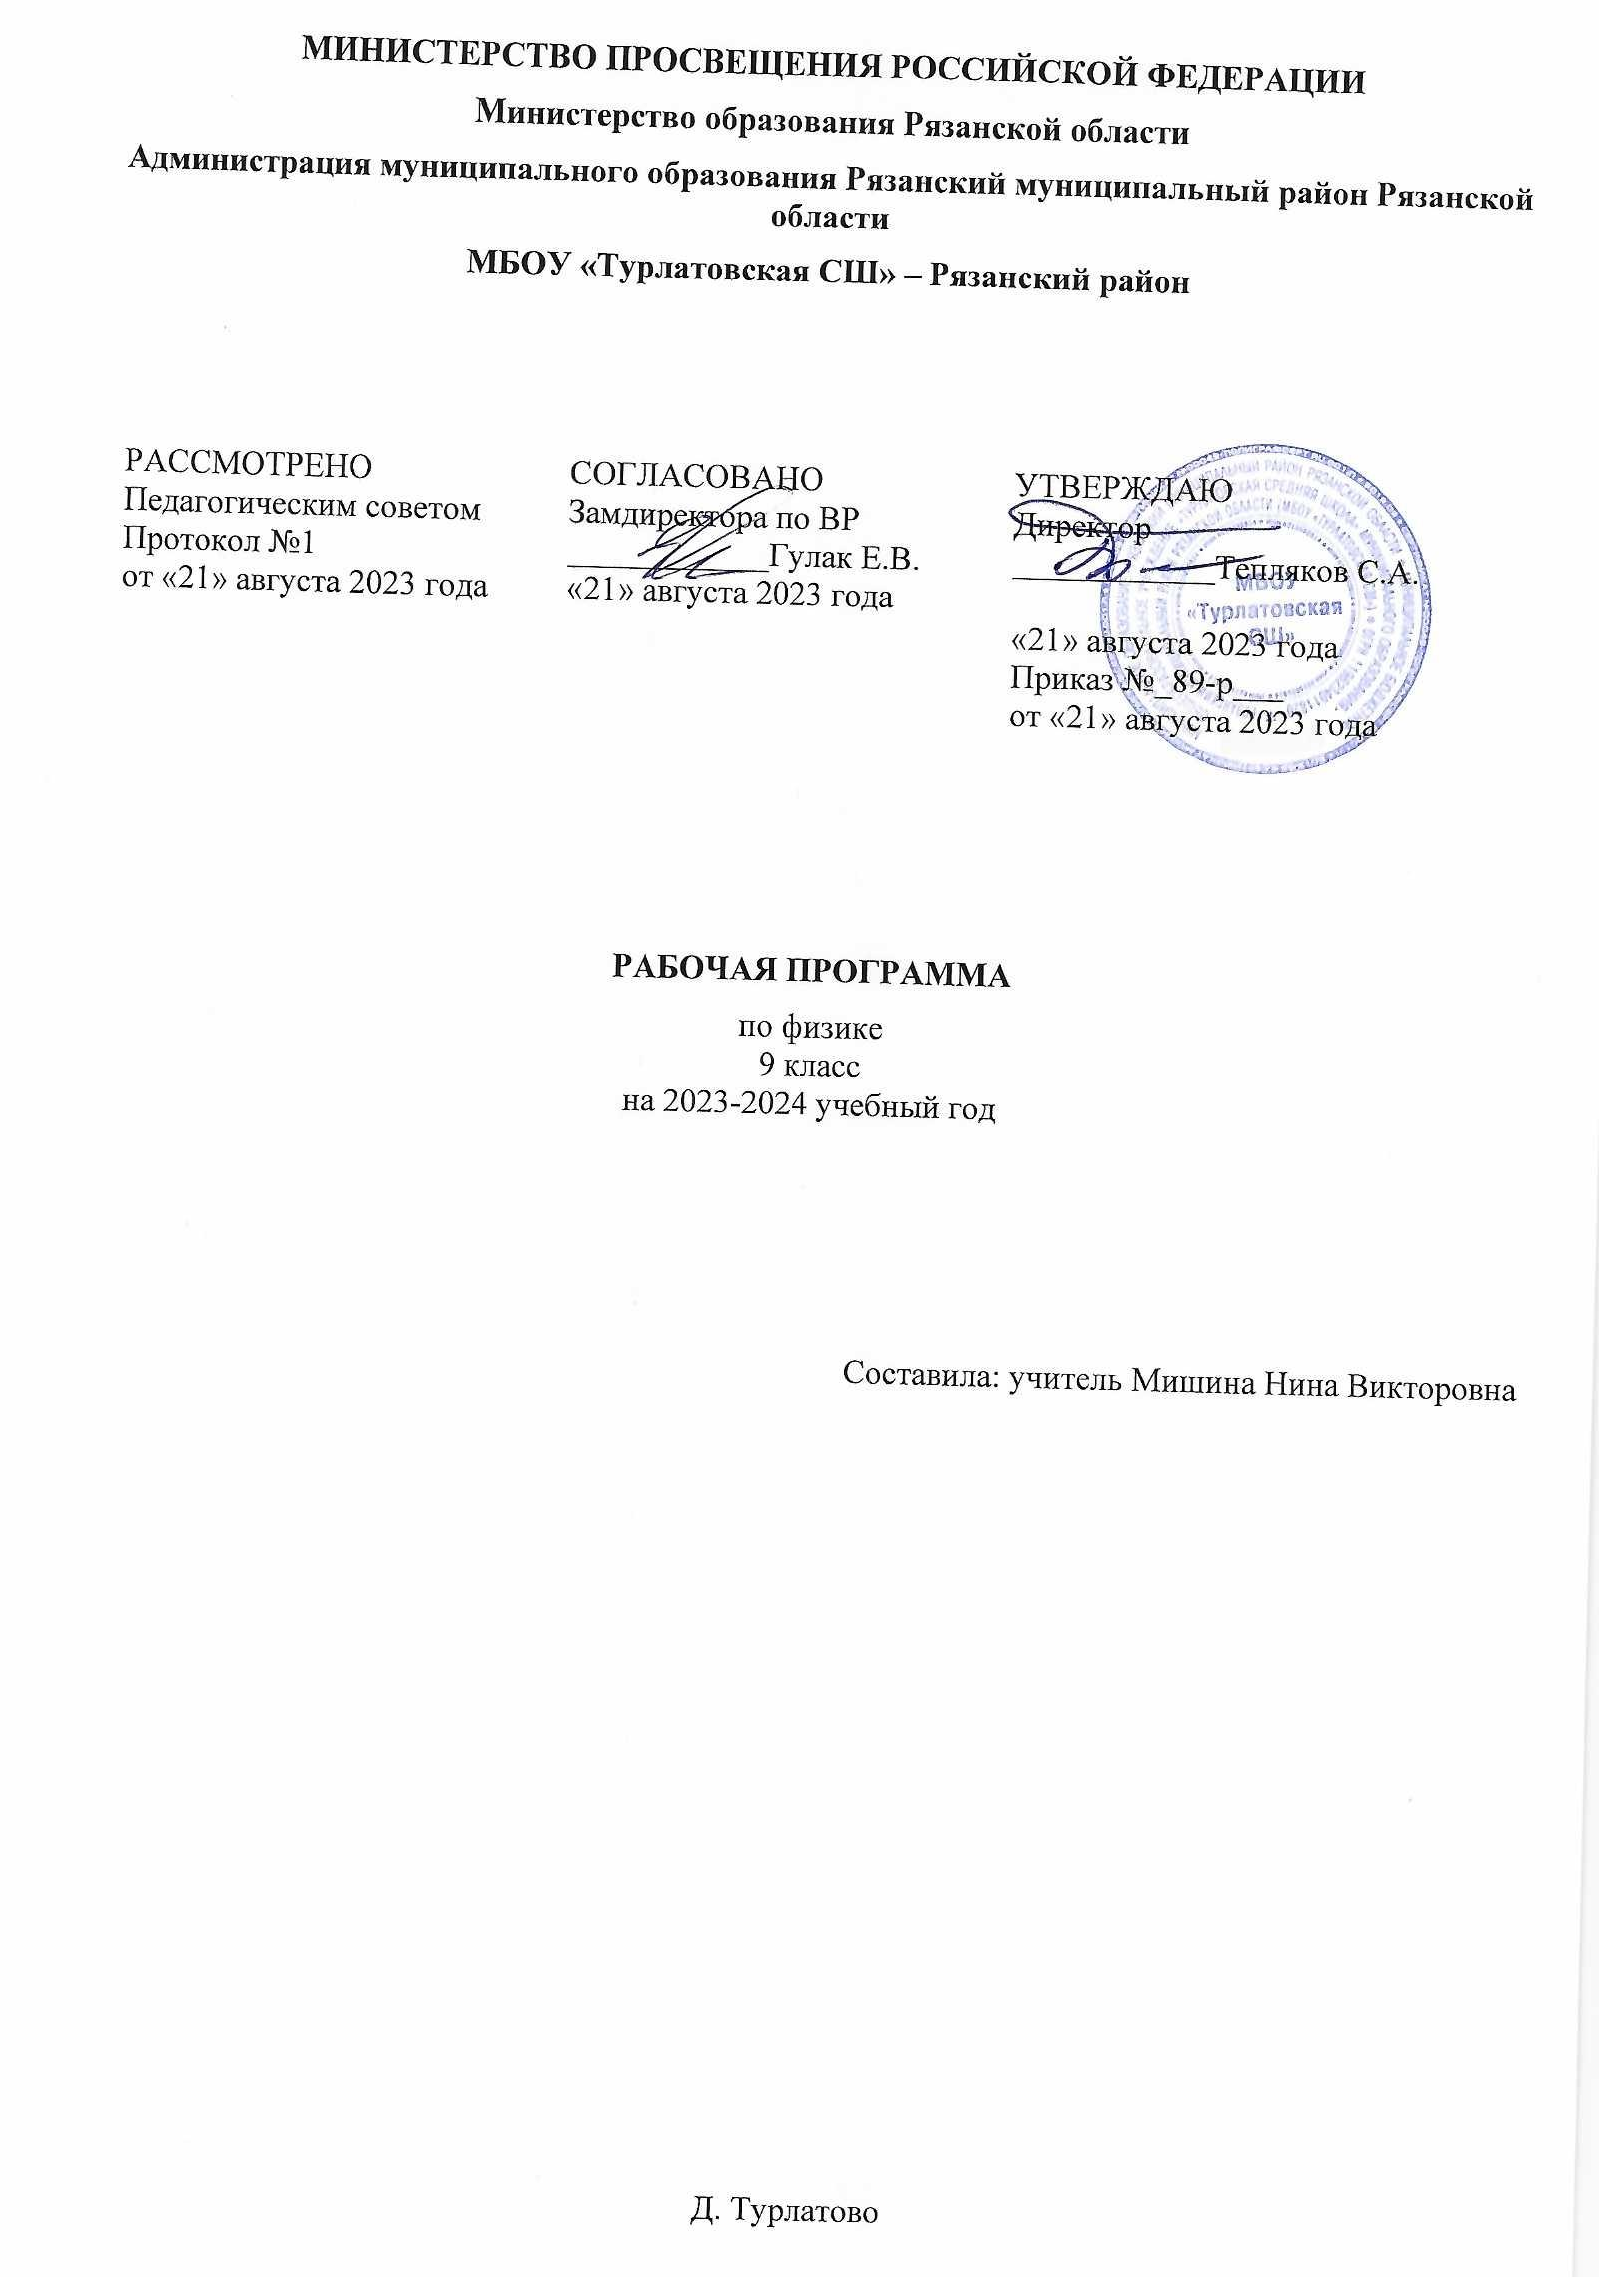 МИНИСТЕРСТВО ПРОСВЕЩЕНИЯ РОССИЙСКОЙ ФЕДЕРАЦИИ
Министерство образования Рязанской области
Администрация муниципального образования Рязанский муниципальный район Рязанской
области
МБОУ «Турлатовская СШ» – Рязанский район
РАССМОТРЕНО
Педагогическим советом
Протокол №1
от «21» августа 2023 года
СОГЛАСОВАНО
Замдиректора по ВР
____________Гулак Е.В.
«21» августа 2023 года
УТВЕРЖДАЮ
Директор
____________Тепляков С.А.
«21» августа 2023 года
Приказ №_89-р___
от «21» августа 2023 года
МБОУ
«Турлатовская
СШ»
РАБОЧАЯ ПРОГРАММА
по физике
9 класс
на 2023-2024 учебный год
Составила: учитель Мишина Нина Викторовна
Д. Турлатово